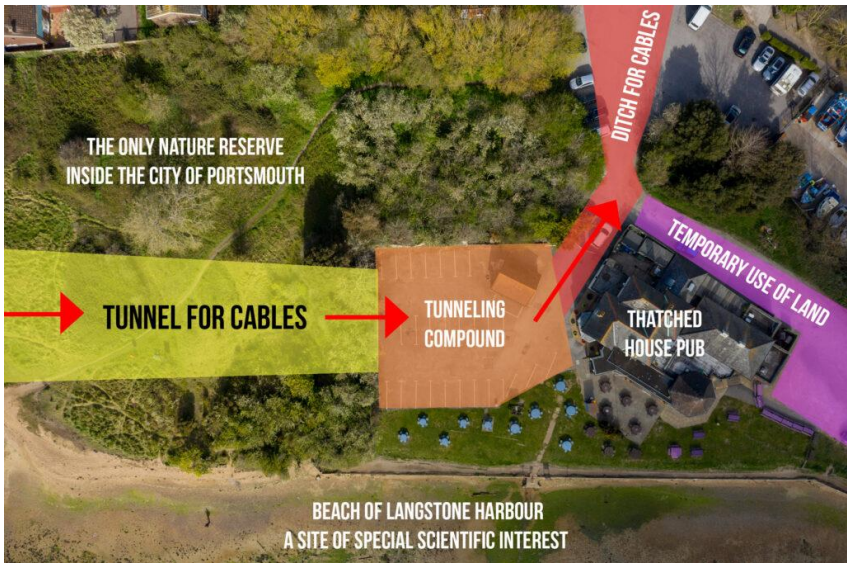 DITCH FOR CABLES
THE ONLY NATURE RESERVE
INSIDE THE CITY OF PORTSMOUTH
TEMPORARY USE OF LAND
TUNNEL FOR CABLES
TUNNELING
COMPOUND
THATCHED
HOUSE PUB
BEACH OF LANGSTONE HARBOUR
A SITE OF SPECIAL SCIENTIFIC INTEREST